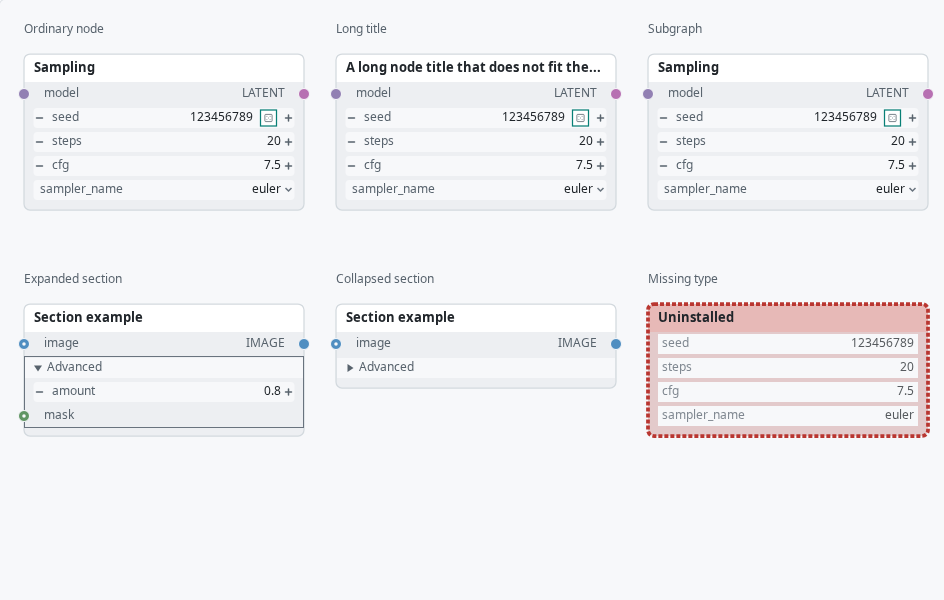 Ordinary node
Long title
Subgraph
Sampling
model LATENT
seed 123456789
steps 20
cfg 7.5
sampler_name euler
A long node title that does not fit the...
model LATENT
seed 123456789
steps 20
cfg 7.5
sampler_name euler
Sampling
model LATENT
seed 123456789
steps 20
cfg 7.5
sampler_name euler
Expanded section
Collapsed section
Missing type
Section example
image IMAGE
Advanced
amount 0.8
mask
Section example
image IMAGE
Advanced
Uninstalled
seed 123456789
steps 20
cfg 7.5
sampler_name euler